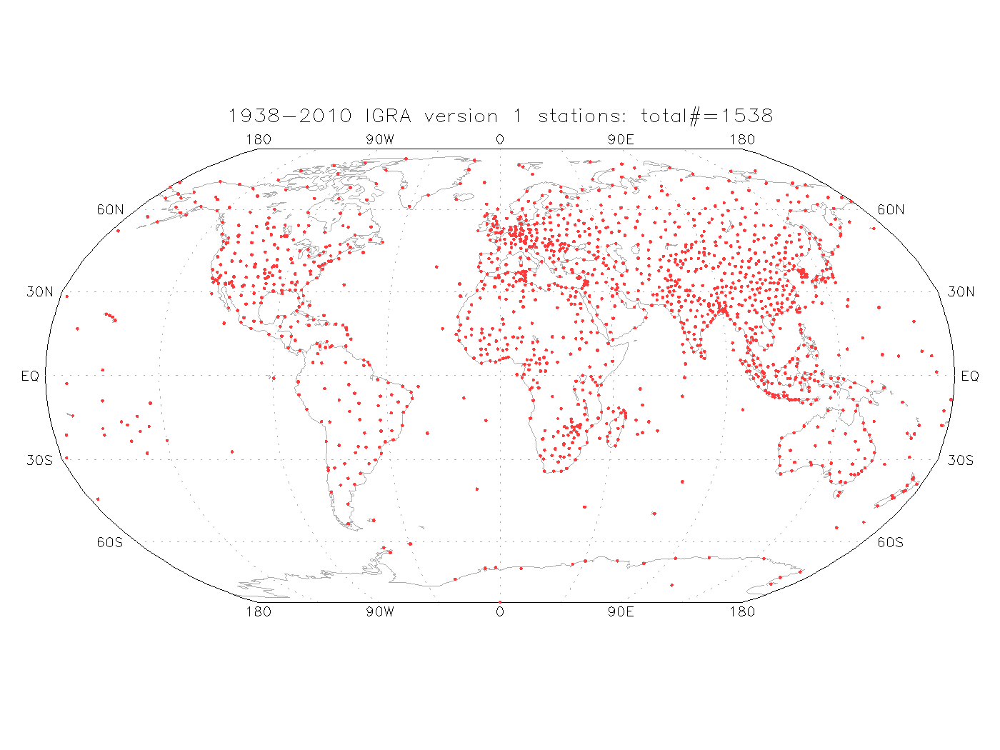 1938-2010 IGRA version 1 stations: total#=1538
180 90W 0 90E 180
60N 60N
30N 30N
EQ EQ
30S 30S
60S 60S
180 90W 0 90E 180